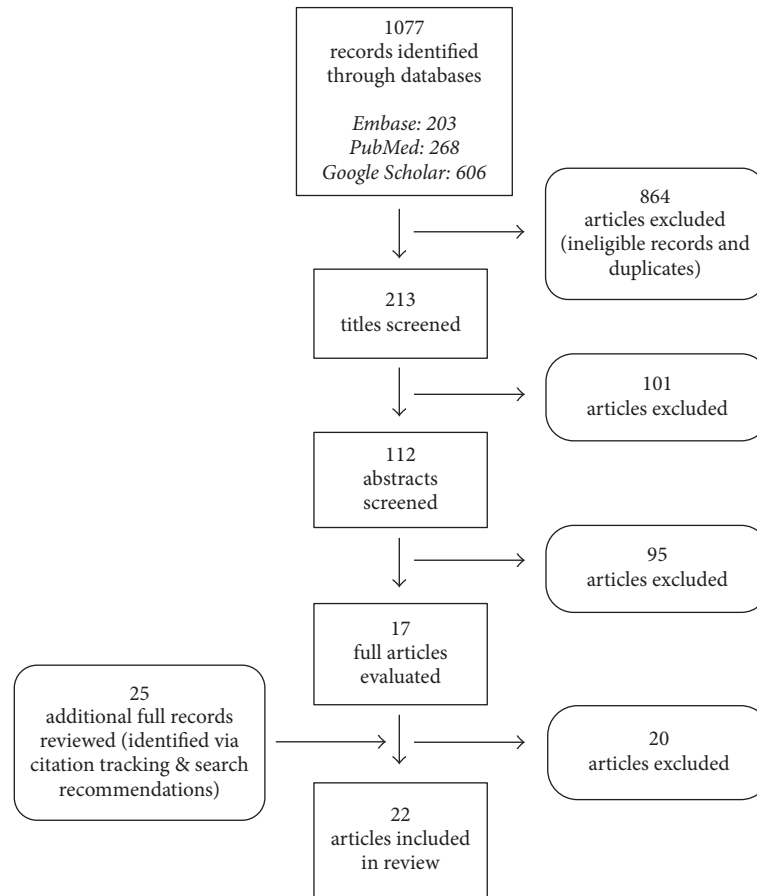 1077
records identified
through databases
Embase: 203
PubMed: 268
Google Scholar: 606
864
articles excluded
(ineligible records and
duplicates)
213
titles screened
101
articles excluded
112
abstracts
screened
95
articles excluded
17
full articles
evaluated
25
additional full records
reviewed (identified via
citation tracking & search
recommendations)
20
articles excluded
22
articles included
in review